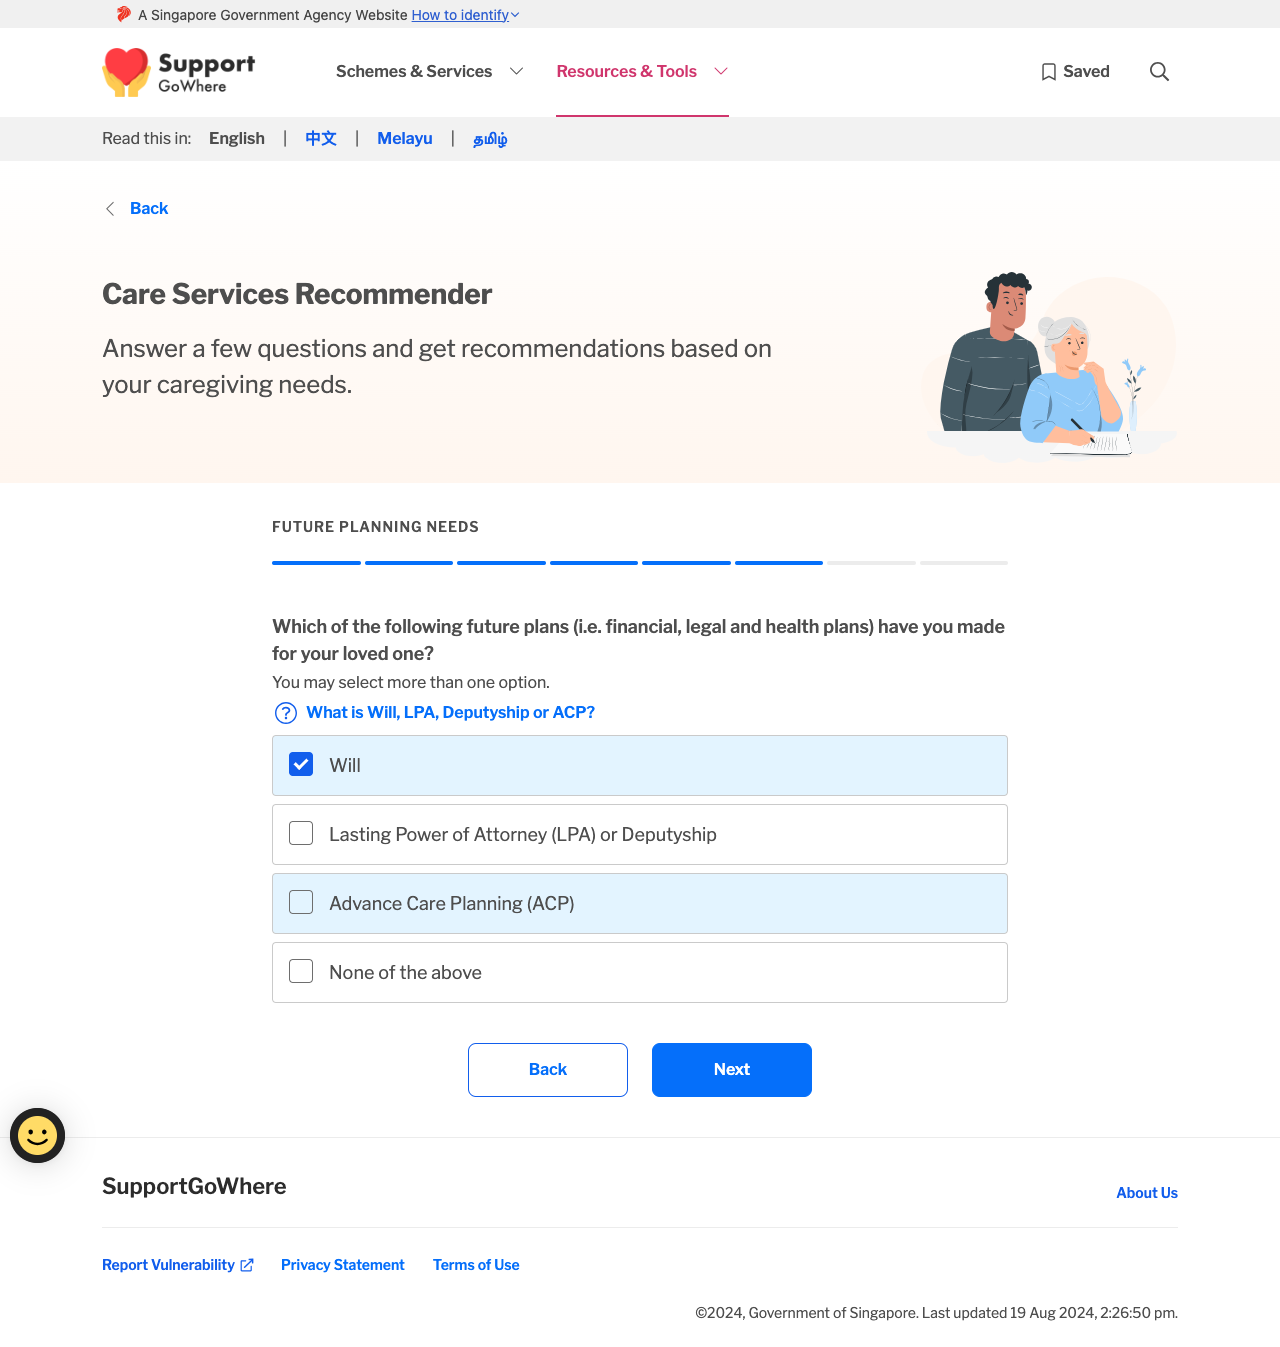 A Singapore Government Agency Website How to identify
Support
GoWhere
Schemes & Services
Resources & Tools
Saved
Read this in: English | 中文 | Melayu | தமிழ்
Back
Care Services Recommender
Answer a few questions and get recommendations based on
your caregiving needs.
FUTURE PLANNING NEEDS
Which of the following future plans (i.e. financial, legal and health plans) have you made
for your loved one?
You may select more than one option.
What is Will, LPA, Deputyship or ACP?
Will
Lasting Power of Attorney (LPA) or Deputyship
Advance Care Planning (ACP)
None of the above
Back
Next
SupportGoWhere
About Us
Report Vulnerability
Privacy Statement
Terms of Use
©2024, Government of Singapore. Last updated 19 Aug 2024, 2:26:50 pm.